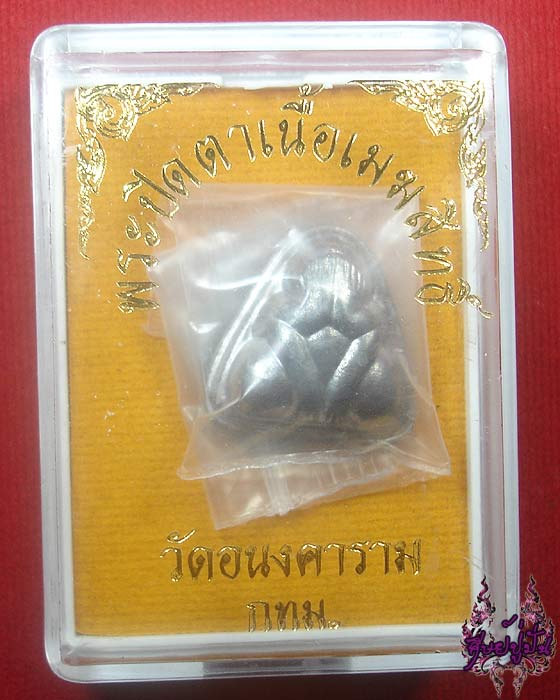 พระปิดตาเนื้อเมฆสิทธิ์
วัดอนงคาราม
กทม.